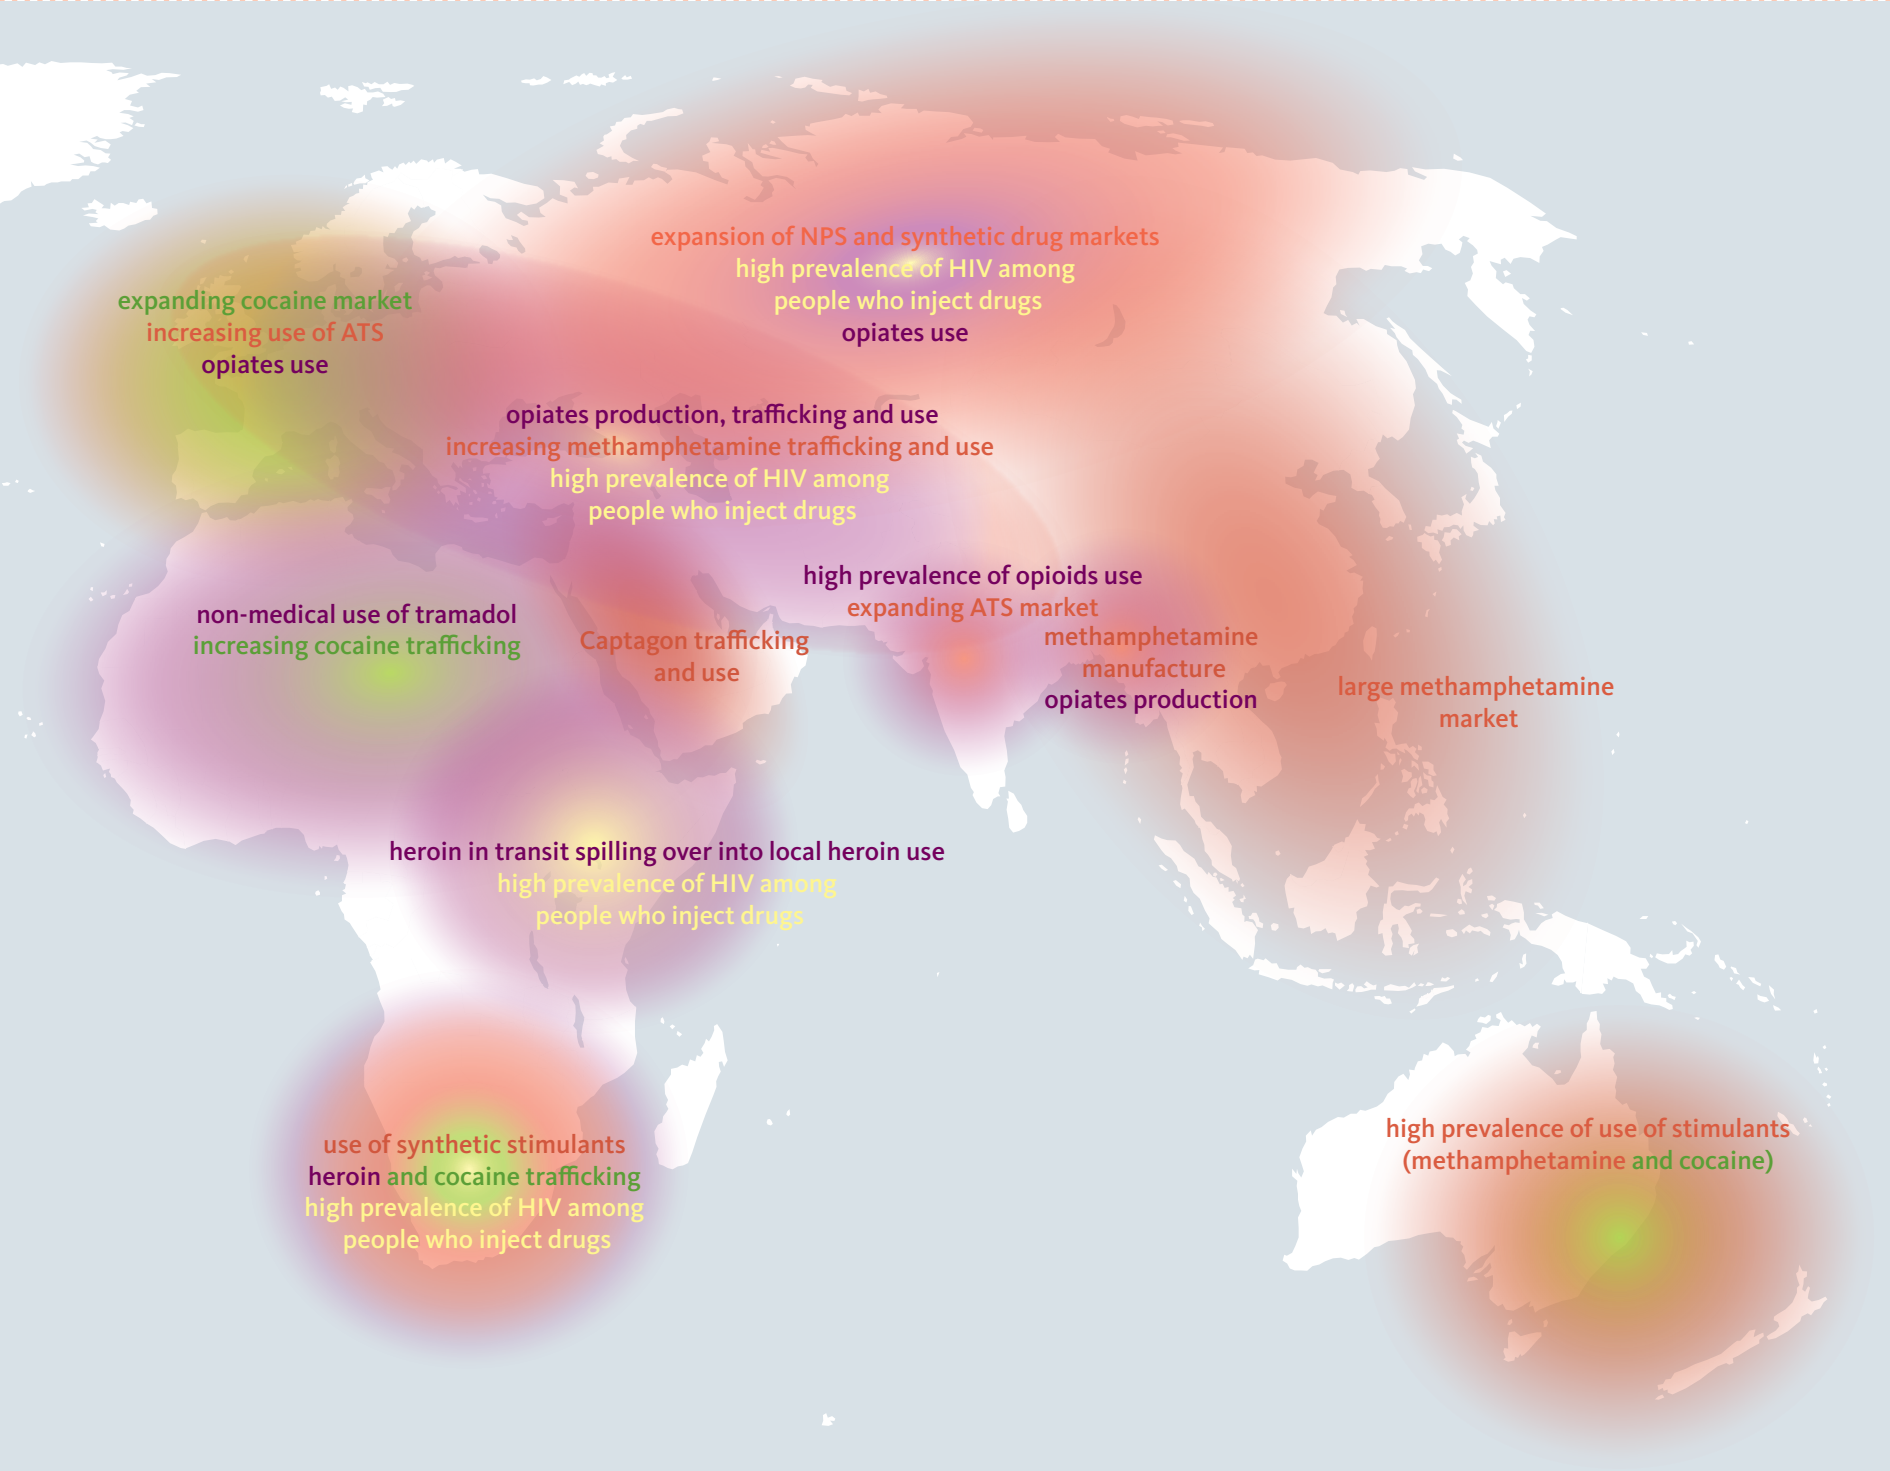 expansion of NPS and synthetic drug markets
high prevalence of HIV among
people who inject drugs
opiates use
expanding cocaine market
increasing use of ATS
opiates use
opiates production, trafficking and use
increasing methamphetamine trafficking and use
high prevalence of HIV among
people who inject drugs
high prevalence of opioids use
expanding ATS market
non-medical use of tramadol
increasing cocaine trafficking
Captagon trafficking
and use
methamphetamine
manufacture
opiates production
large methamphetamine
market
heroin in transit spilling over into local heroin use
high prevalence of HIV among
people who inject drugs
use of synthetic stimulants
heroin and cocaine trafficking
high prevalence of HIV among
people who inject drugs
high prevalence of use of stimulants
(methamphetamine and cocaine)